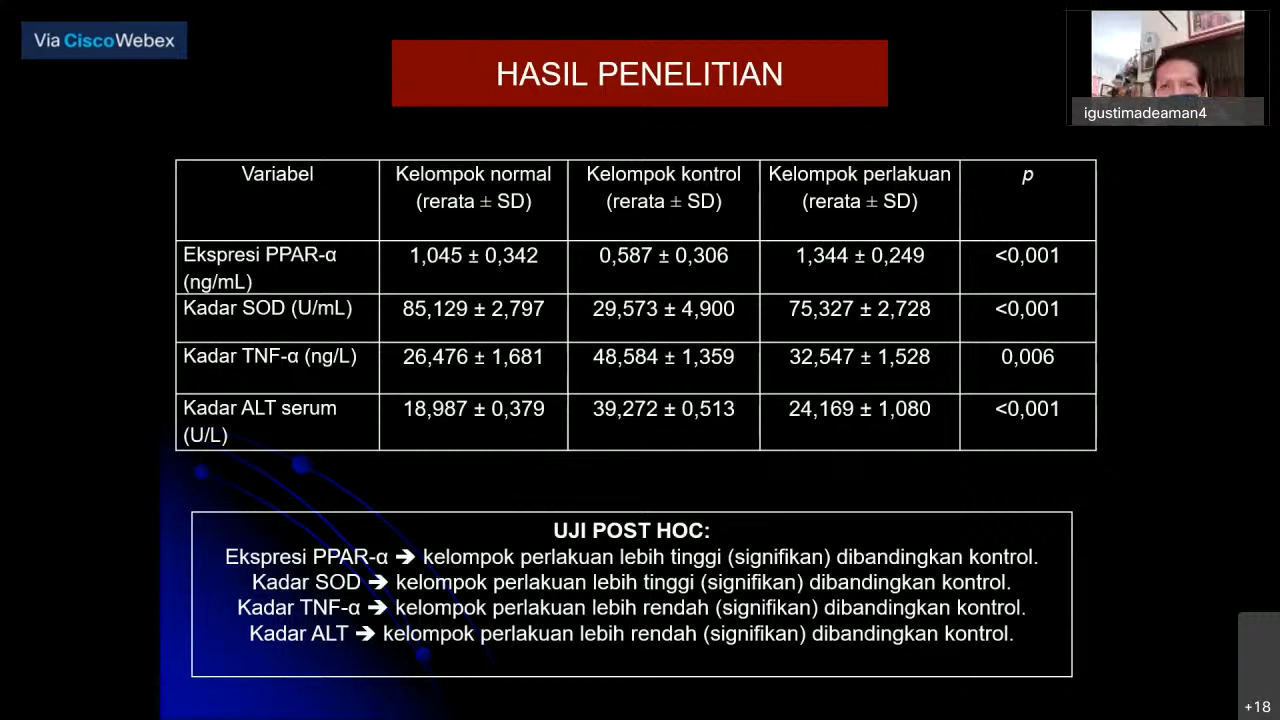 Via CiscoWebex
HASIL PENELITIAN
igustimadeaman4
Variabel
Kelompok normal
(rerata ± SD)
Kelompok kontrol
(rerata ± SD)
Kelompok perlakuan
(rerata ± SD)
p
Ekspresi PPAR-α
(ng/mL)
1,045 ± 0,342
0,587 ± 0,306
1,344 ± 0,249
<0,001
Kadar SOD (U/mL)
85,129 ± 2,797
29,573 ± 4,900
75,327 ± 2,728
<0,001
Kadar TNF-α (ng/L)
26,476 ± 1,681
48,584 ± 1,359
32,547 ± 1,528
0,006
Kadar ALT serum
(U/L)
18,987 ± 0,379
39,272 ± 0,513
24,169 ± 1,080
<0,001
UJI POST HOC:
Ekspresi PPAR-α ➔ kelompok perlakuan lebih tinggi (signifikan) dibandingkan kontrol.
Kadar SOD ➔ kelompok perlakuan lebih tinggi (signifikan) dibandingkan kontrol.
Kadar TNF-α ➔ kelompok perlakuan lebih rendah (signifikan) dibandingkan kontrol.
Kadar ALT ➔ kelompok perlakuan lebih rendah (signifikan) dibandingkan kontrol.
+18